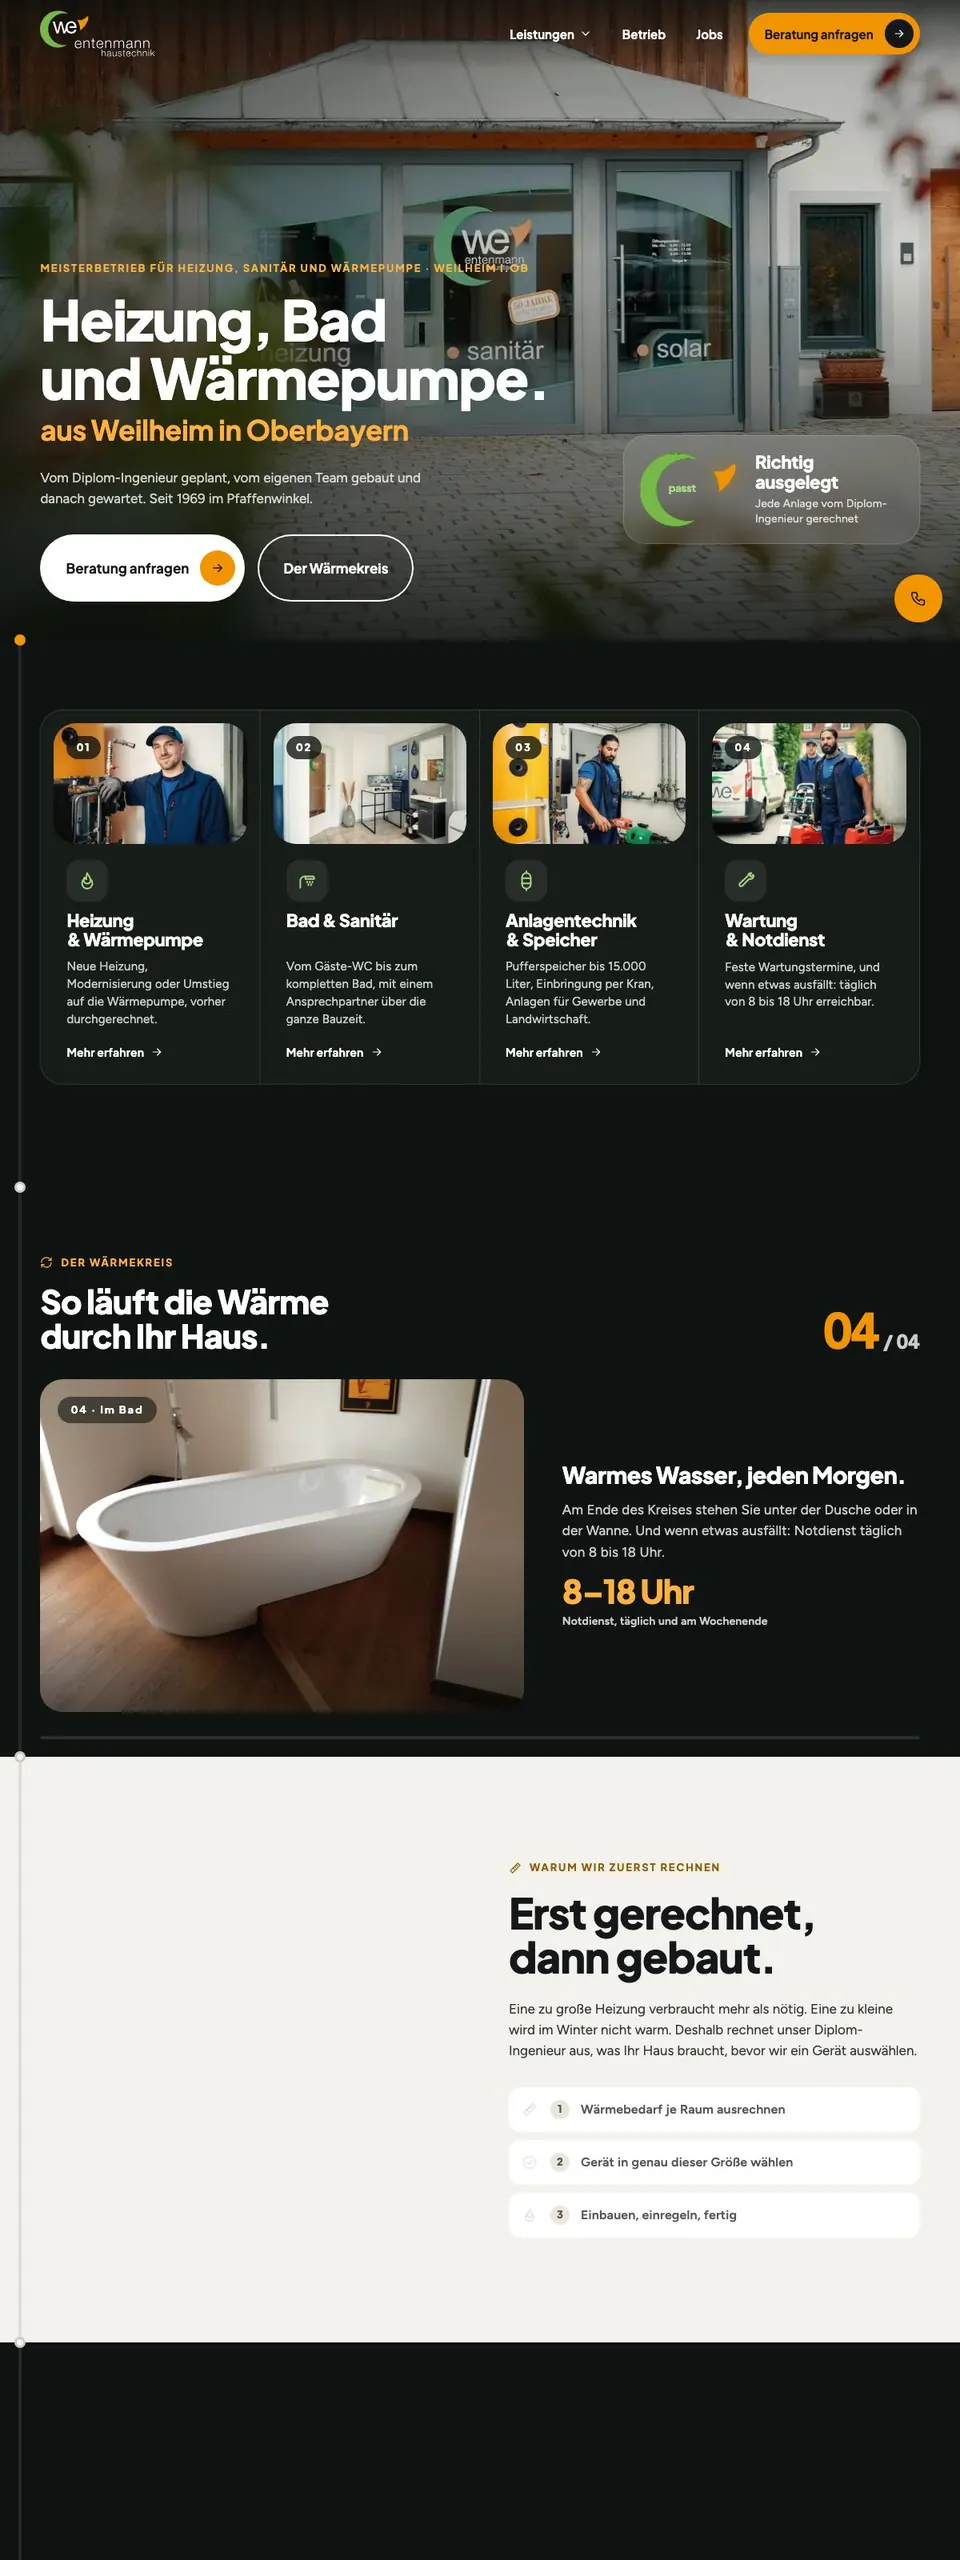 we
entenmann
haustechnik
Leistungen
Betrieb
Jobs
Beratung anfragen
we
entenmann
MEISTERBETRIEB FÜR HEIZUNG, SANITÄR UND WÄRMEPUMPE · WEILHEIM I. OB
50 JAHRE
Heizung, Bad
und Wärmepumpe.
heizung
sanitär
solar
aus Weilheim in Oberbayern
Vom Diplom-Ingenieur geplant, vom eigenen Team gebaut und
danach gewartet. Seit 1969 im Pfaffenwinkel.
passt
Richtig
ausgelegt
Jede Anlage vom Diplom-
Ingenieur gerechnet
Beratung anfragen
Der Wärmekreis
01
Heizung
& Wärmepumpe
Neue Heizung,
Modernisierung oder Umstieg
auf die Wärmepumpe, vorher
durchgerechnet.
Mehr erfahren
02
Bad & Sanitär
Vom Gäste-WC bis zum
kompletten Bad, mit einem
Ansprechpartner über die
ganze Bauzeit.
Mehr erfahren
03
Anlagentechnik
& Speicher
Pufferspeicher bis 15.000
Liter, Einbringung per Kran,
Anlagen für Gewerbe und
Landwirtschaft.
Mehr erfahren
04
we
Wartung
& Notdienst
Feste Wartungstermine, und
wenn etwas ausfällt: täglich
von 8 bis 18 Uhr erreichbar.
Mehr erfahren
DER WÄRMEKREIS
So läuft die Wärme
durch Ihr Haus.
04 / 04
04 · Im Bad
Warmes Wasser, jeden Morgen.
Am Ende des Kreises stehen Sie unter der Dusche oder in
der Wanne. Und wenn etwas ausfällt: Notdienst täglich
von 8 bis 18 Uhr.
8–18 Uhr
Notdienst, täglich und am Wochenende
WARUM WIR ZUERST RECHNEN
Erst gerechnet,
dann gebaut.
Eine zu große Heizung verbraucht mehr als nötig. Eine zu kleine
wird im Winter nicht warm. Deshalb rechnet unser Diplom-
Ingenieur aus, was Ihr Haus braucht, bevor wir ein Gerät auswählen.
1 Wärmebedarf je Raum ausrechnen
2 Gerät in genau dieser Größe wählen
3 Einbauen, einregeln, fertig